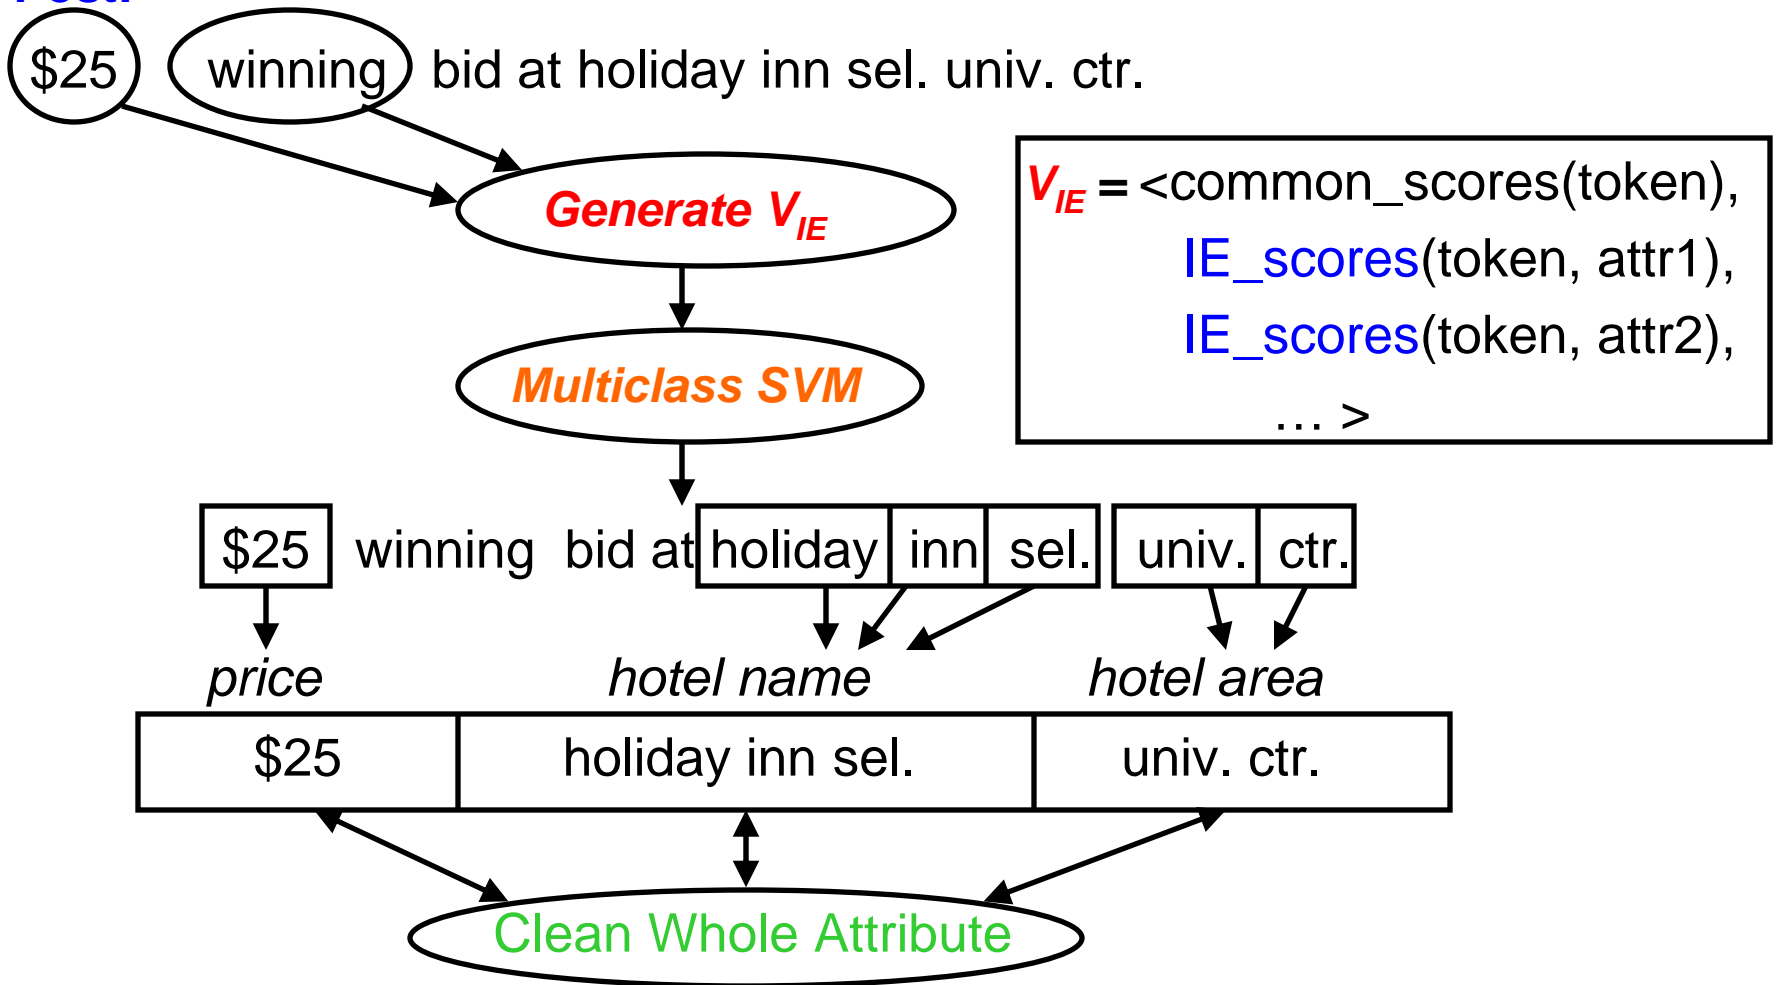 $25 winning bid at holiday inn sel. univ. ctr.
Generate V_IE
V_IE = <common_scores(token),
IE_scores(token, attr1),
IE_scores(token, attr2),
… >
Multiclass SVM
$25 winning bid at holiday inn sel. univ. ctr.
price hotel name hotel area
$25 holiday inn sel. univ. ctr.
Clean Whole Attribute